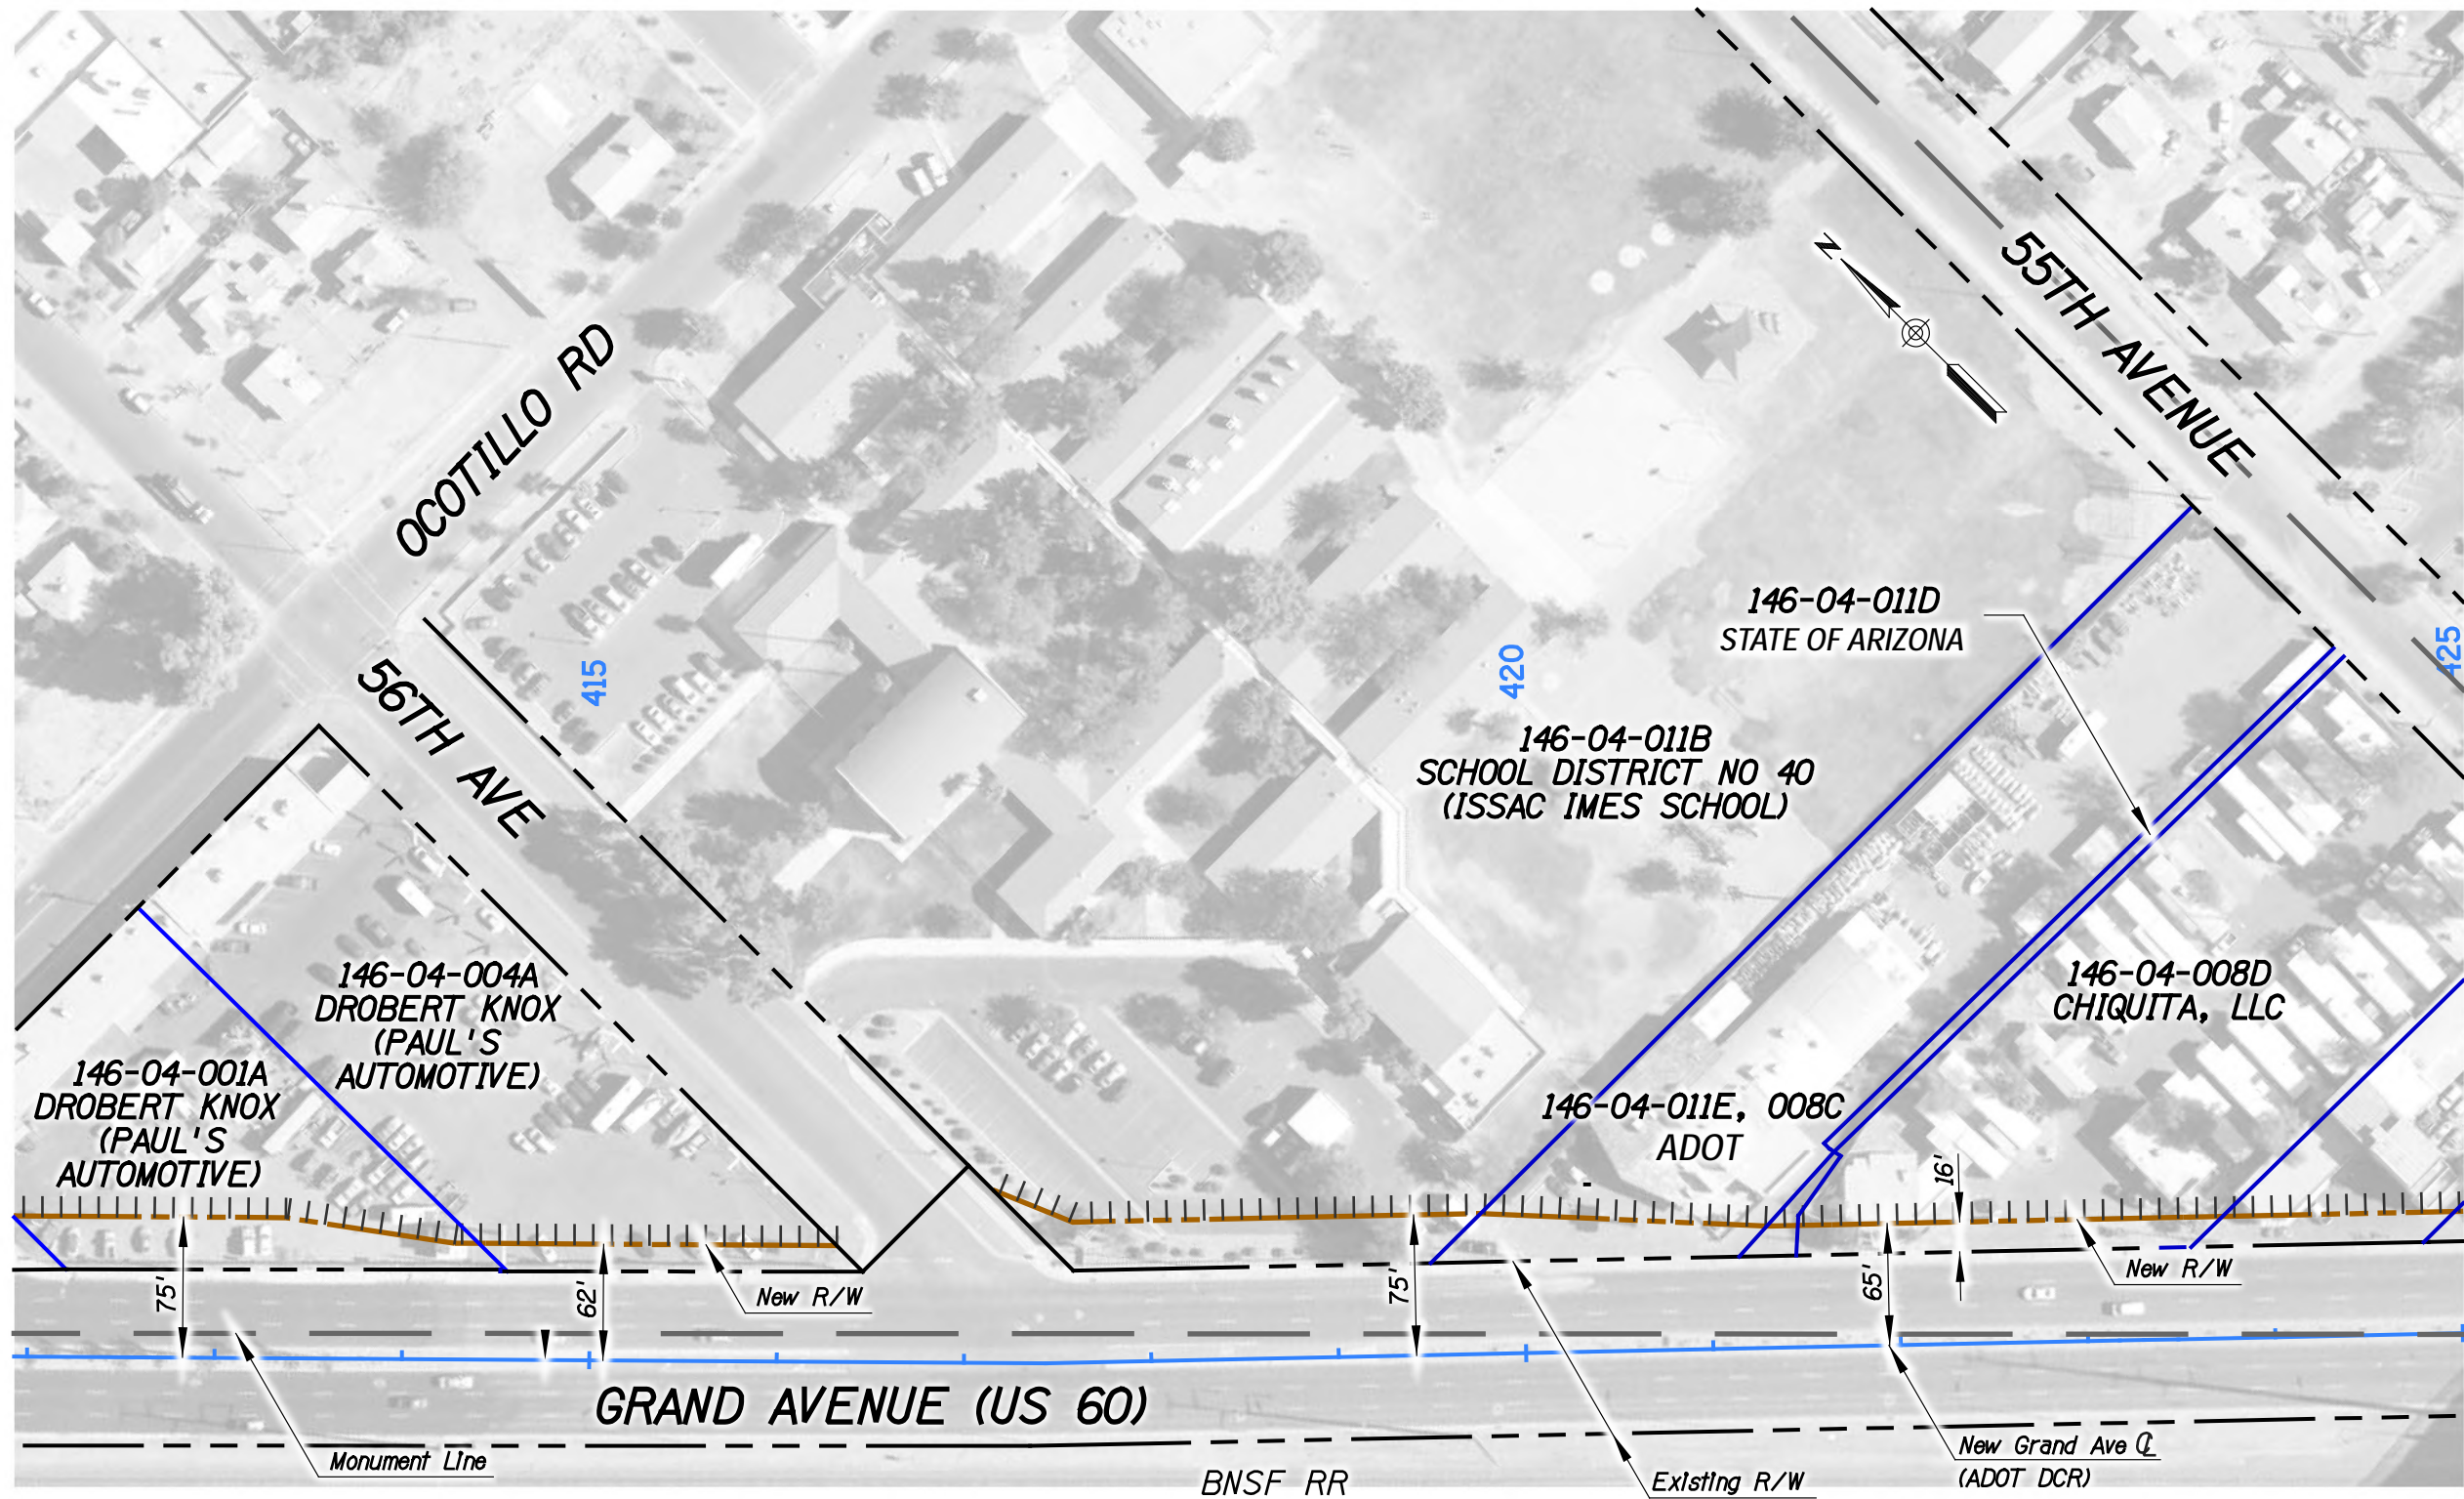 N
55TH AVENUE
OCOTILLO RD
56TH AVE
415
420
425
146-04-011D
STATE OF ARIZONA
146-04-011B
SCHOOL DISTRICT NO 40
(ISSAC IMES SCHOOL)
146-04-004A
DROBERT KNOX
(PAUL'S
AUTOMOTIVE)
146-04-001A
DROBERT KNOX
(PAUL'S
AUTOMOTIVE)
146-04-008D
CHIQUITA, LLC
146-04-011E, 008C
ADOT
16'
75'
62'
75'
65'
New R/W
New R/W
GRAND AVENUE (US 60)
Monument Line
BNSF RR
Existing R/W
New Grand Ave ℄
(ADOT DCR)